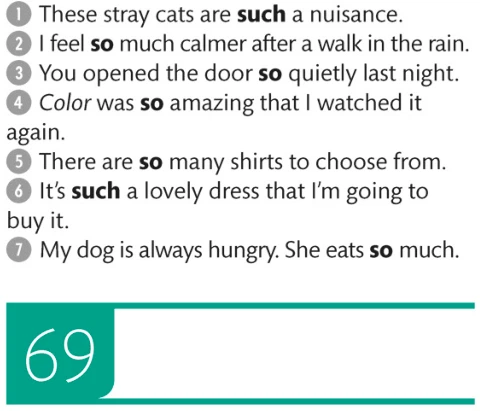 1 These stray cats are such a nuisance.
2 I feel so much calmer after a walk in the rain.
3 You opened the door so quietly last night.
4 Color was so amazing that I watched it
again.
5 There are so many shirts to choose from.
6 It's such a lovely dress that I'm going to
buy it.
7 My dog is always hungry. She eats so much.
69